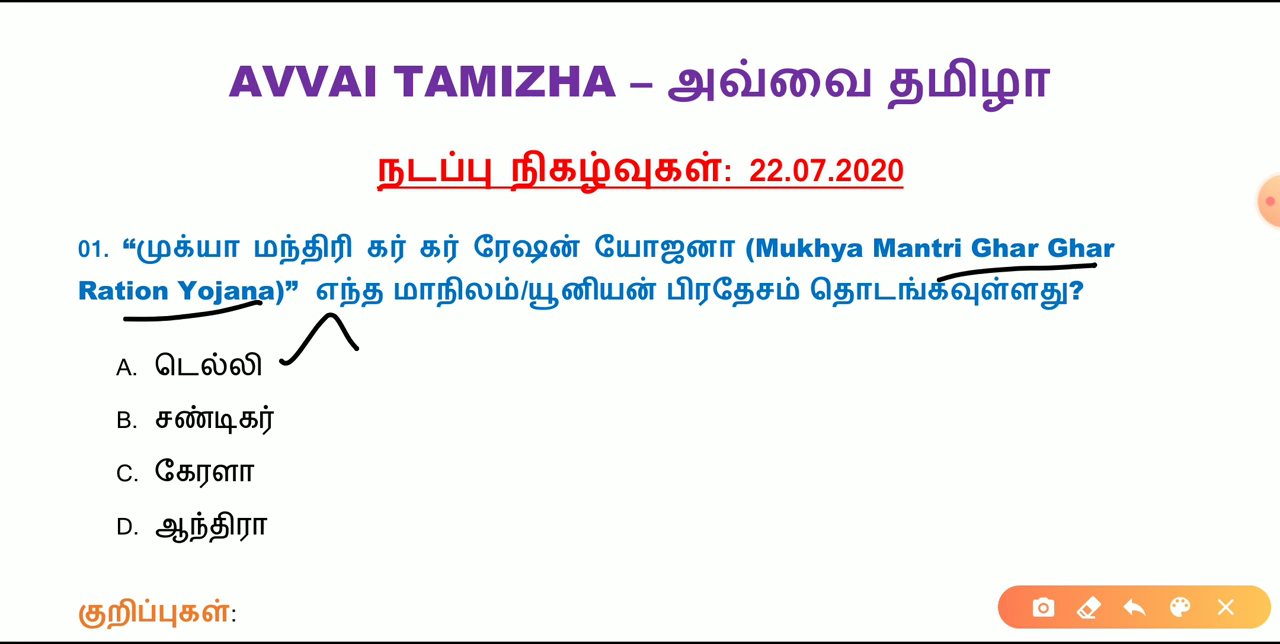 AVVAI TAMIZHA – அவ்வை தமிழா
நடப்பு நிகழ்வுகள்: 22.07.2020
01. “முக்யா மந்திரி கர் கர் ரேஷன் யோஜனா (Mukhya Mantri Ghar Ghar
Ration Yojana)” எந்த மாநிலம்/யூனியன் பிரதேசம் தொடங்கவுள்ளது?
A. டெல்லி
B. சண்டிகர்
C. கேரளா
D. ஆந்திரா
குறிப்புகள்: